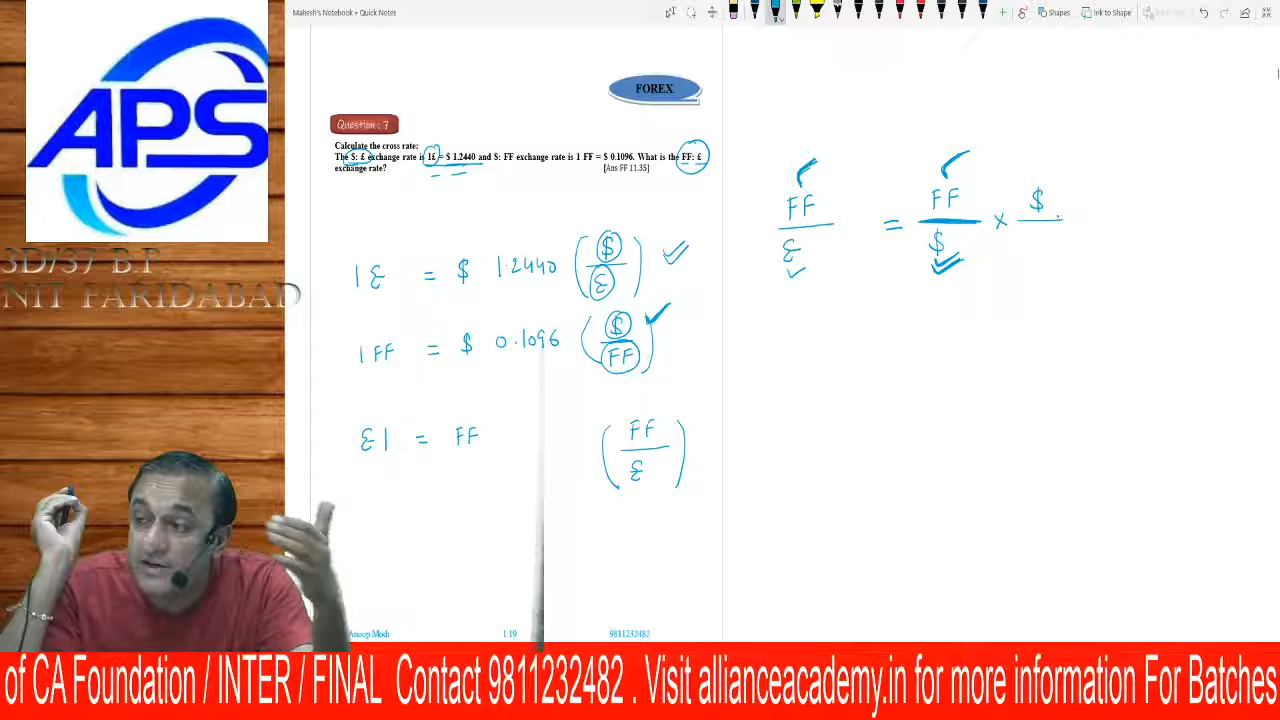 Mahesh's Notebook + Quick Notes
Shapes
Ink to Shape
APS
3D/37 B.P.
NIT FARIDABAD
FOREX
Question : 7
Calculate the cross rate:
The $: £ exchange rate is 1£ = $ 1.2440 and $: FF exchange rate is 1 FF = $ 0.1096. What is the FF: £
exchange rate? [Ans FF 11.35]
1 £ = $ 1.2440 ($/£)
1 FF = $ 0.1096 ($/FF)
£1 = FF (FF/£)
FF/£ = FF/$ × $
Anoop Modi 1.19 9811232482
of CA Foundation / INTER / FINAL Contact 9811232482 . Visit allianceacademy.in for more information For Batches